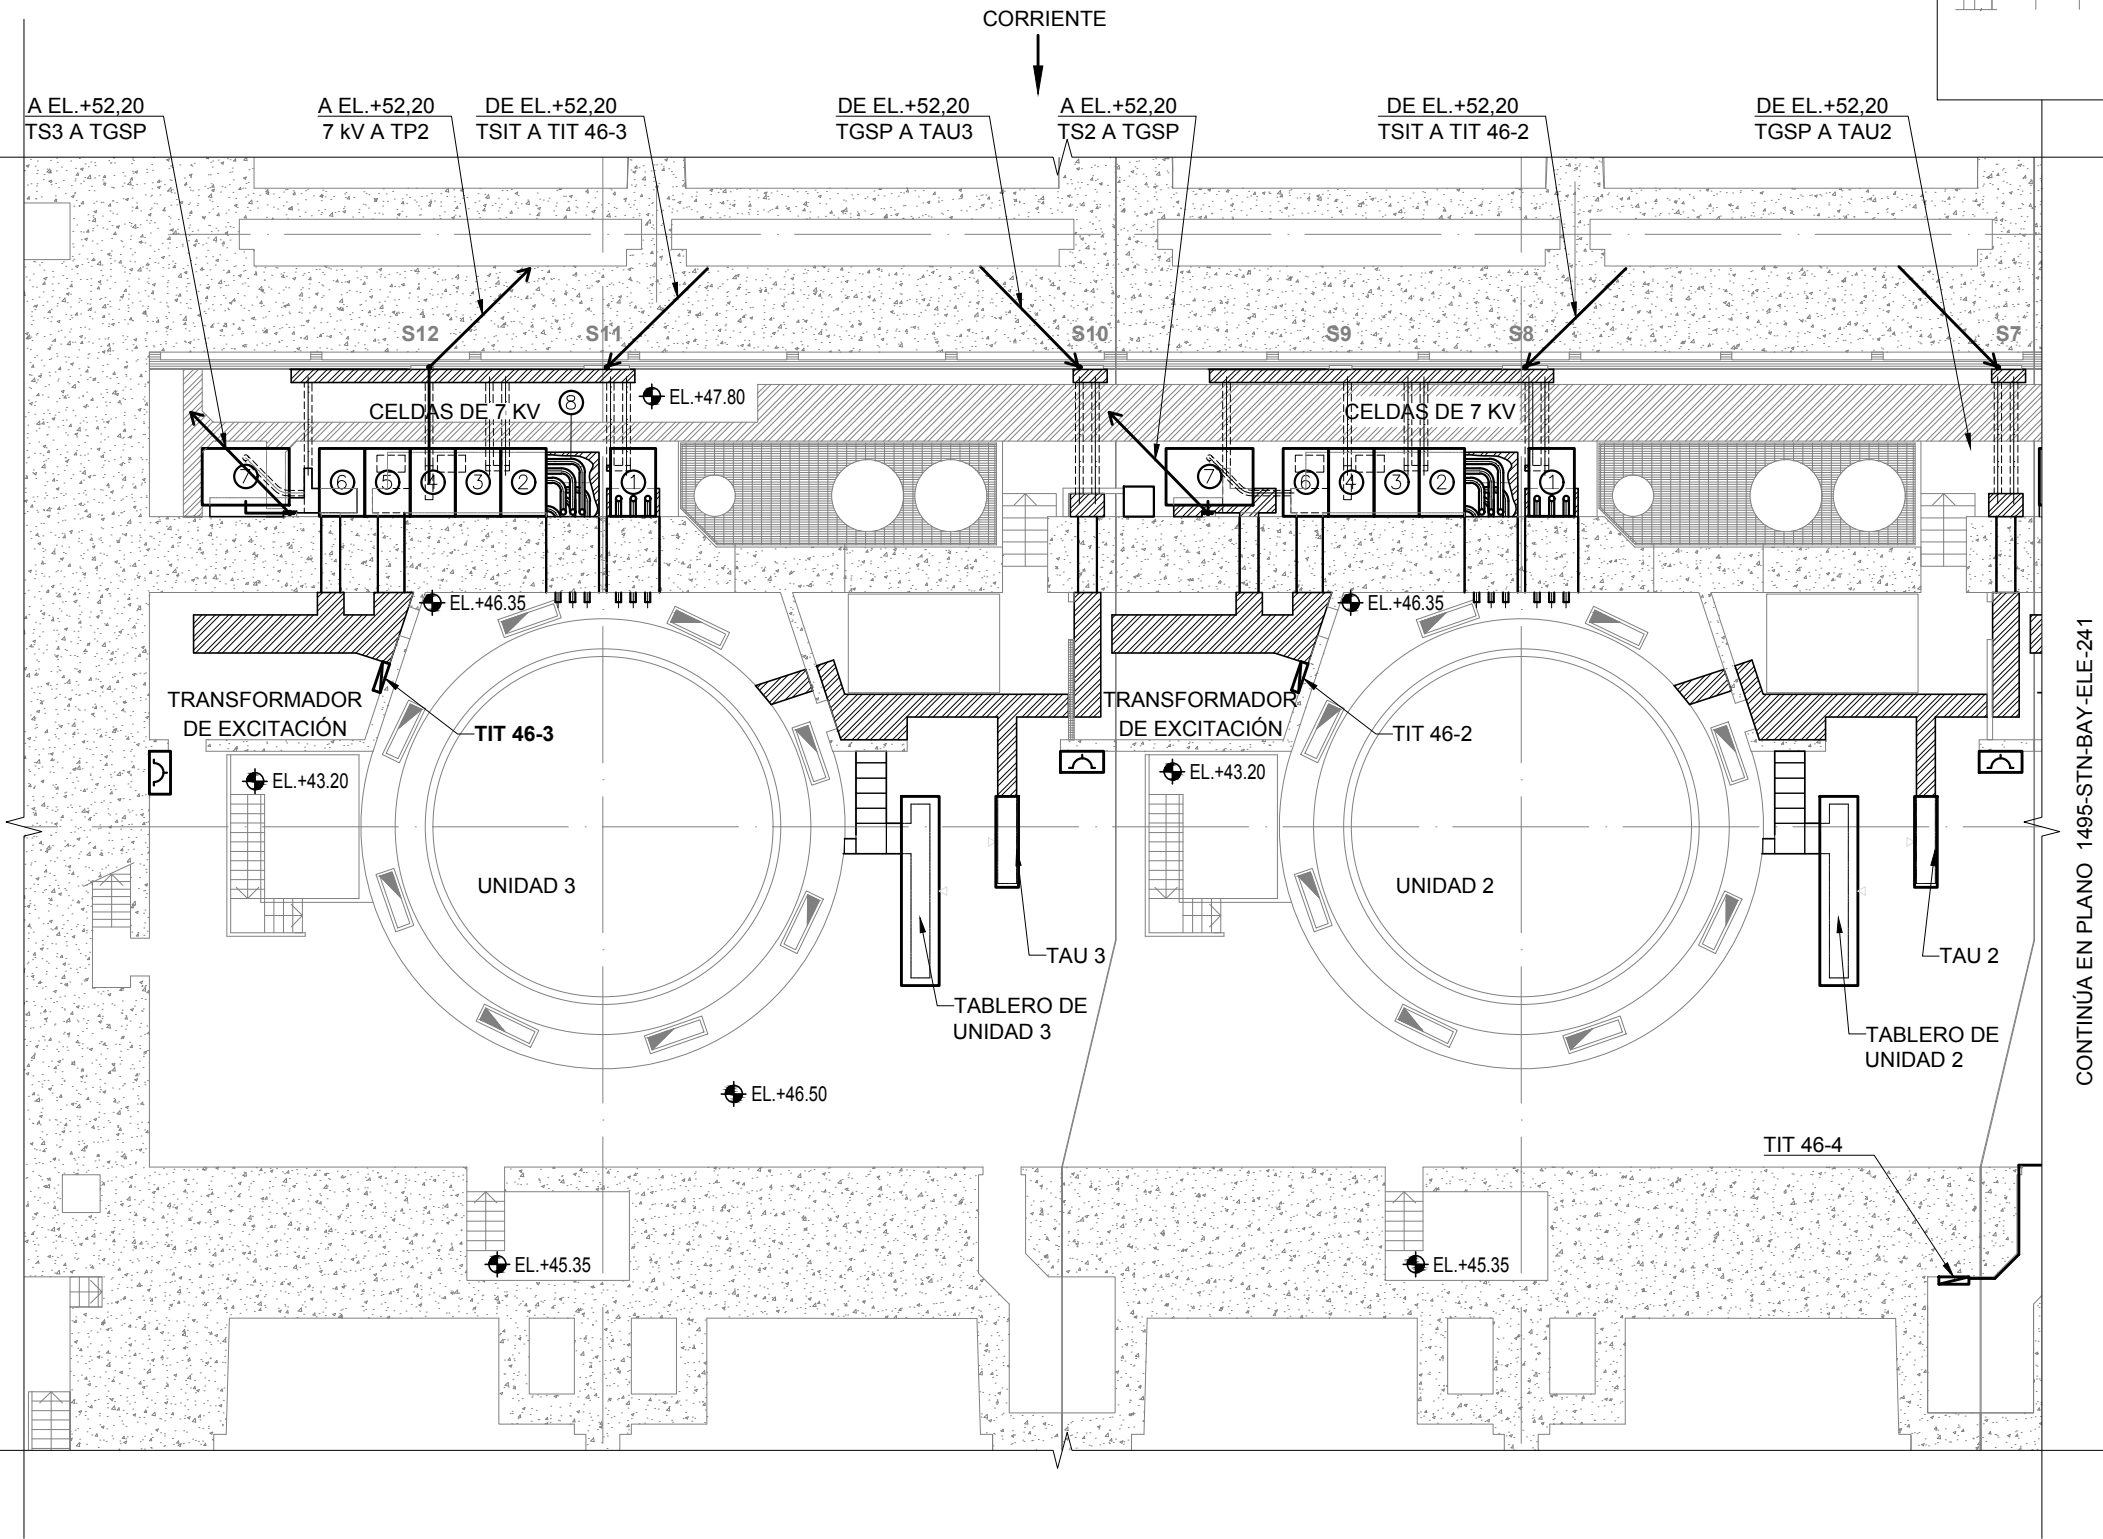 CORRIENTE
A EL.+52,20
TS3 A TGSP
A EL.+52,20
7 kV A TP2
DE EL.+52,20
TSIT A TIT 46-3
DE EL.+52,20
TGSP A TAU3
A EL.+52,20
TS2 A TGSP
DE EL.+52,20
TSIT A TIT 46-2
DE EL.+52,20
TGSP A TAU2
S12
S11
S10
S9
S8
S7
CELDAS DE 7 KV
8
EL.+47.80
CELDAS DE 7 KV
7
6
5
4
3
2
1
7
6
4
3
2
1
EL.+46.35
EL.+46.35
TRANSFORMADOR
DE EXCITACIÓN
TIT 46-3
TRANSFORMADOR
DE EXCITACIÓN
TIT 46-2
EL.+43.20
EL.+43.20
UNIDAD 3
UNIDAD 2
TAU 3
TAU 2
TABLERO DE
UNIDAD 3
TABLERO DE
UNIDAD 2
EL.+46.50
TIT 46-4
EL.+45.35
EL.+45.35
CONTINÚA EN PLANO 1495-STN-BAY-ELE-241